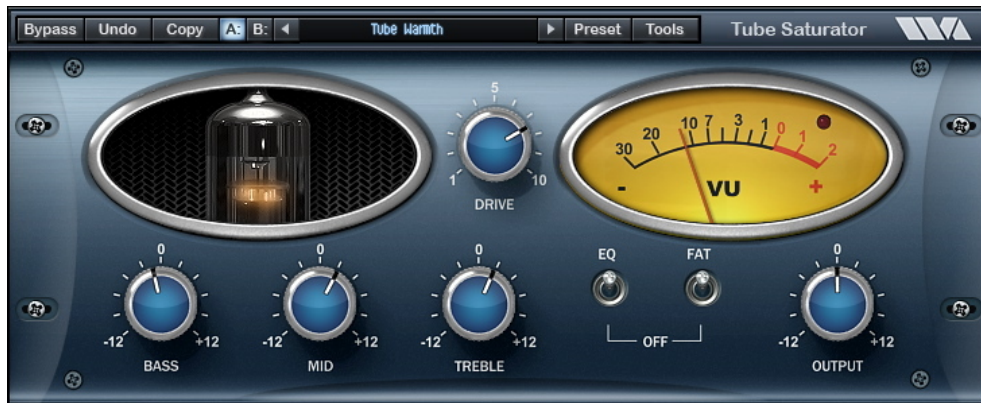 Bypass Undo Copy A: B: Tube Warmth Preset Tools Tube Saturator
5
1 10
DRIVE
30 20 10 7 3 1 0 1 2
- VU +
0 0 0 EQ FAT 0
-12 +12 -12 +12 -12 +12 OFF -12 +12
BASS MID TREBLE OUTPUT